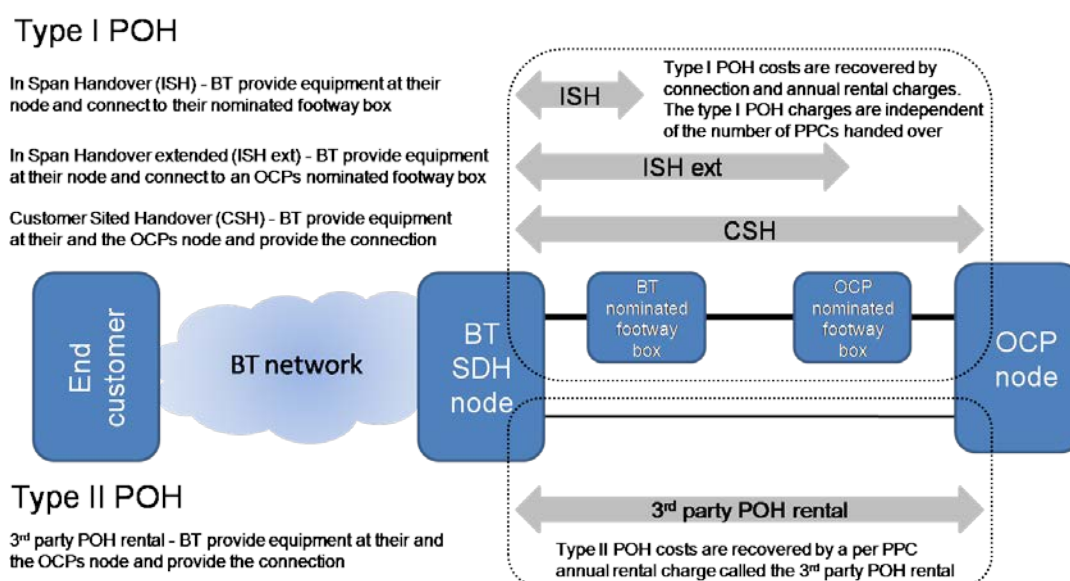 Type I POH
In Span Handover (ISH) - BT provide equipment at their
node and connect to their nominated footway box
In Span Handover extended (ISH ext) - BT provide equipment
at their node and connect to an OCPs nominated footway box
Customer Sited Handover (CSH) - BT provide equipment
at their and the OCPs node and provide the connection
ISH
Type I POH costs are recovered by
connection and annual rental charges.
The type I POH charges are independent
of the number of PPCs handed over
ISH ext
CSH
End
customer
BT network
BT
SDH
node
BT
nominated
footway
box
OCP
nominated
footway
box
OCP
node
Type II POH
3rd party POH rental - BT provide equipment at their and
the OCPs node and provide the connection
3rd party POH rental
Type II POH costs are recovered by a per PPC
annual rental charge called the 3rd party POH rental